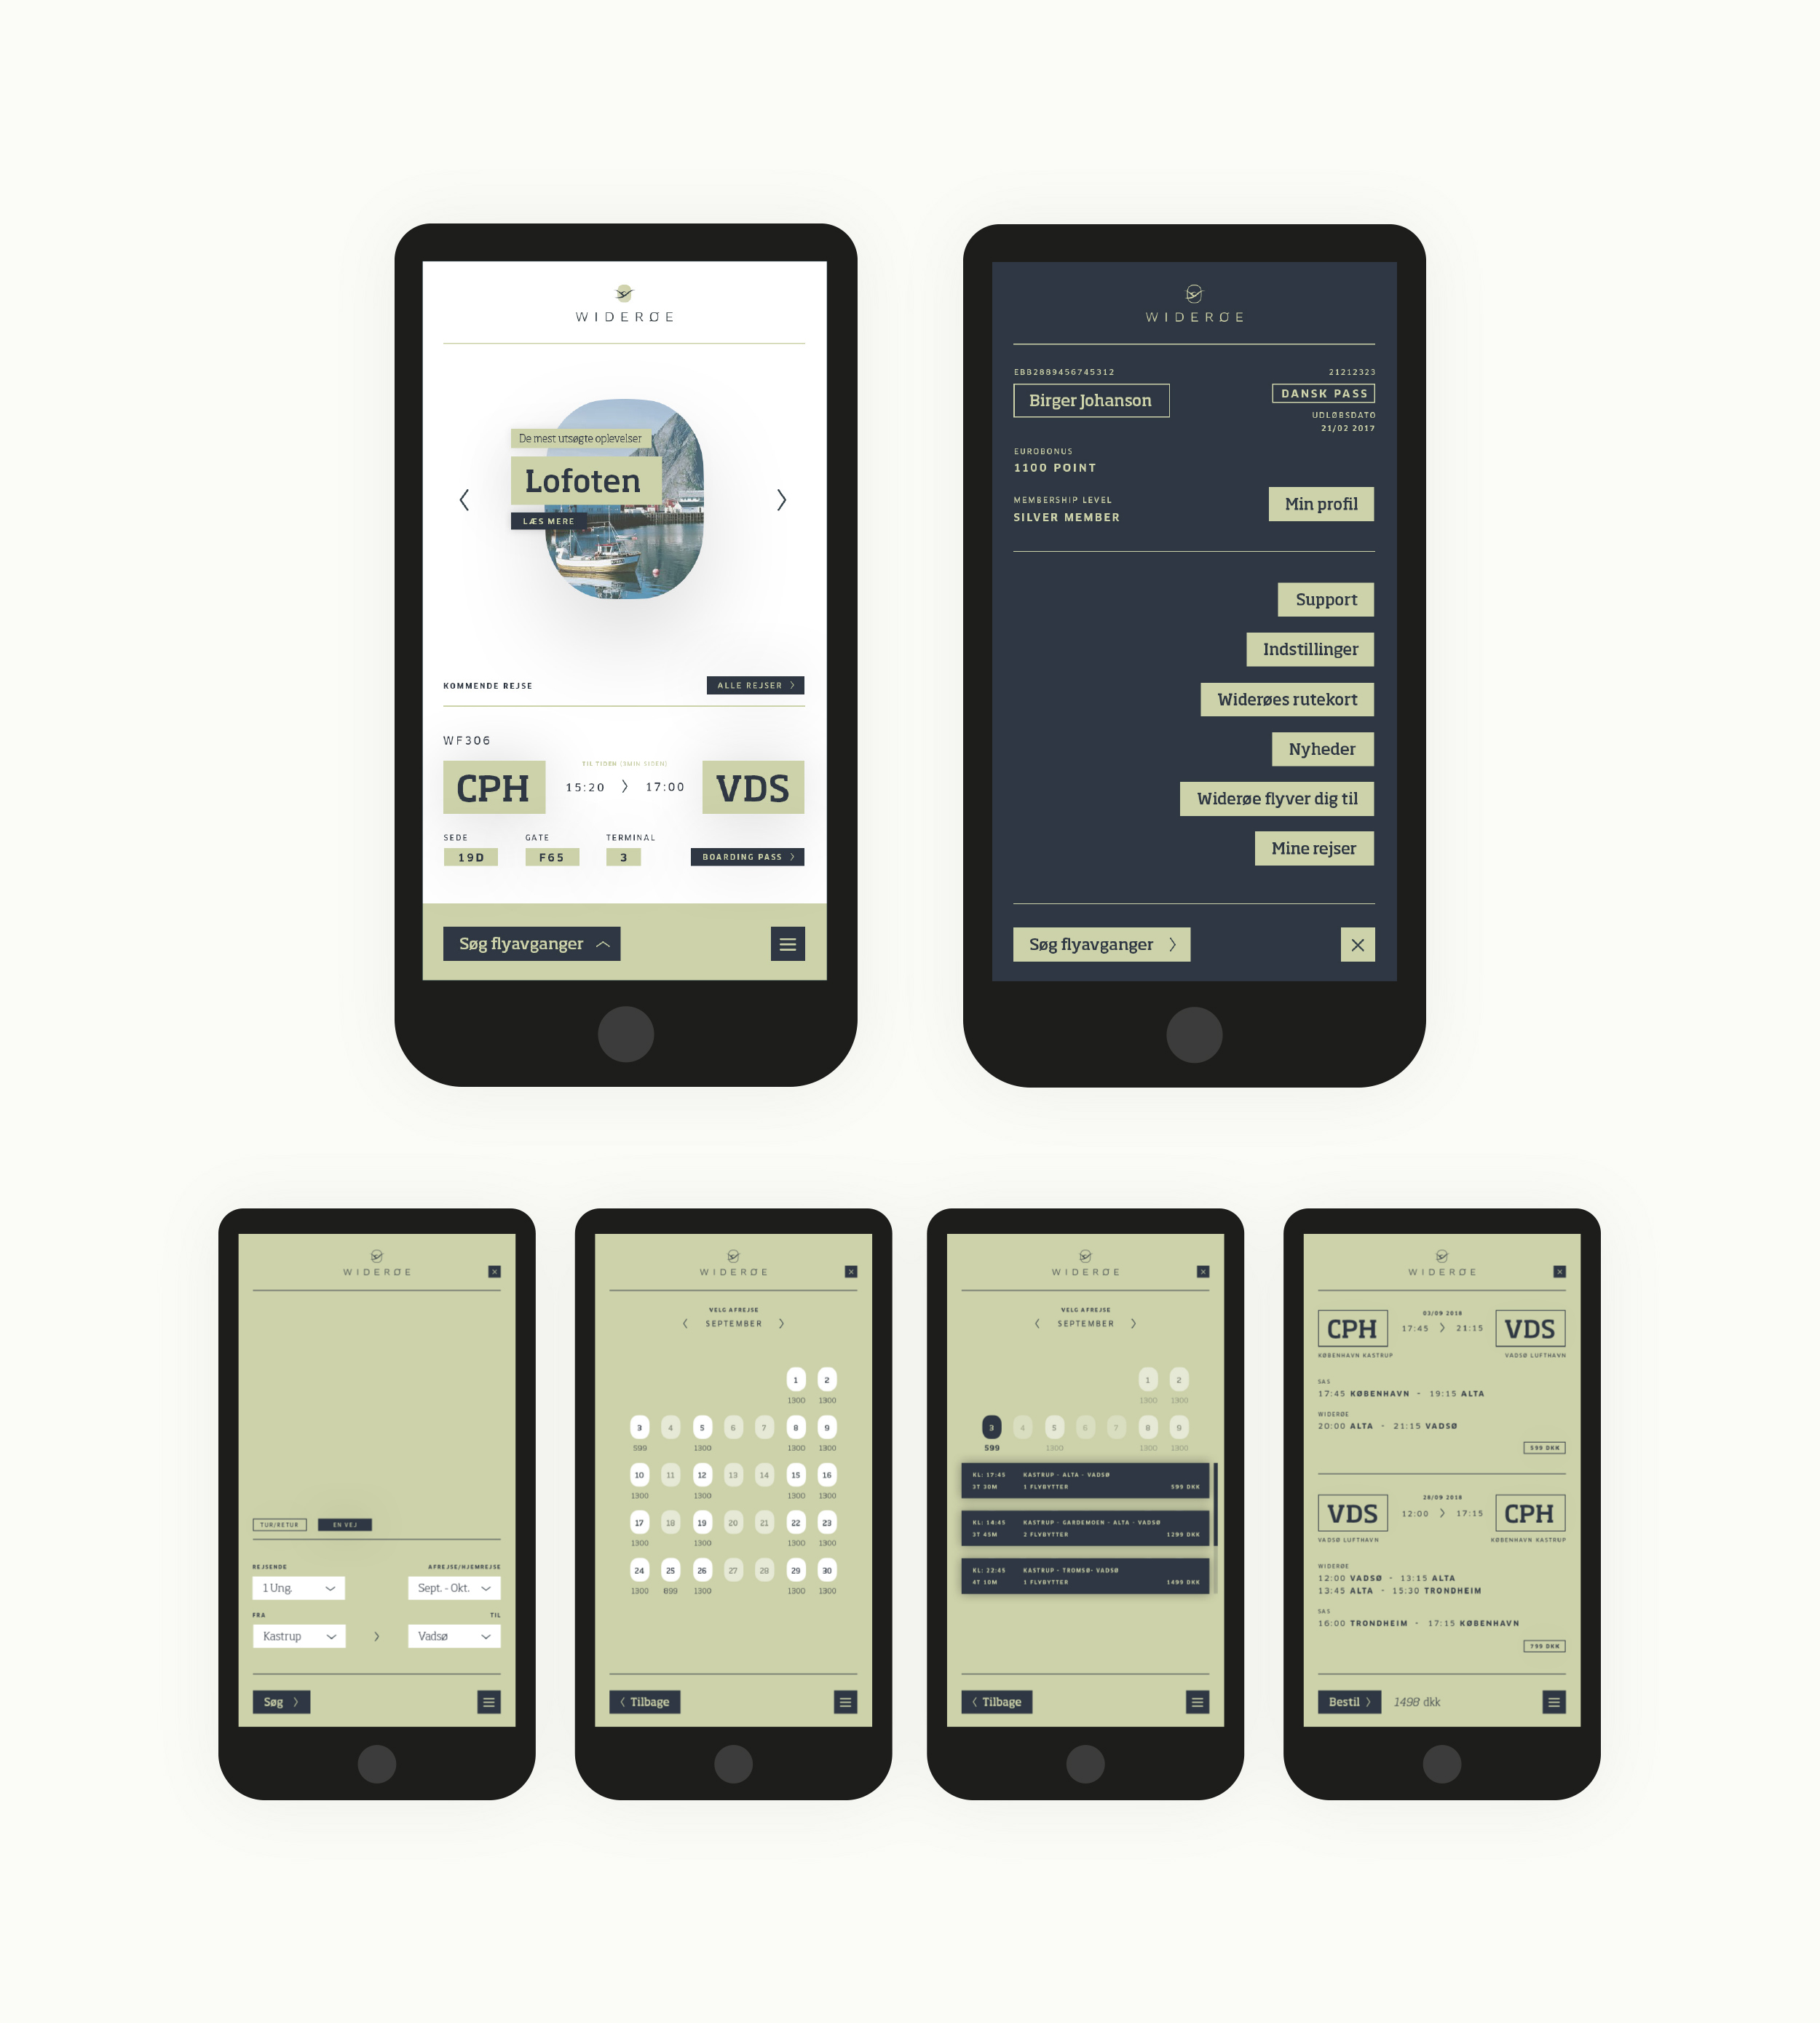 WIDERØE
De mest utsøgte oplevelser
Lofoten
LÆS MERE
KOMMENDE REJSE
ALLE REJSER
WF306
TIL TIDEN (3MIN SIDEN)
CPH
15:20
17:00
VDS
SEDE
GATE
TERMINAL
19D
F65
3
BOARDING PASS
Søg flyavganger
WIDERØE
EBB2889456745312
21212323
Birger Johanson
DANSK PASS
UDLØBSDATO
21/02 2017
EUROBONUS
1100 POINT
MEMBERSHIP LEVEL
SILVER MEMBER
Min profil
Support
Indstillinger
Widerøes rutekort
Nyheder
Widerøe flyver dig til
Mine rejser
Søg flyavganger
WIDERØE
TUR/RETUR
EN VEJ
REJSENDE
AFREJSE/HJEMREJSE
1 Ung.
Sept. - Okt.
FRA
TIL
Kastrup
Vadsø
Søg
WIDERØE
VELG AFREJSE
SEPTEMBER
1 2
1300 1300
3 4 5 6 7 8 9
599 1300 1300 1300
10 11 12 13 14 15 16
1300 1300 1300 1300
17 18 19 20 21 22 23
1300 1300 1300 1300
24 25 26 27 28 29 30
1300 899 1300 1300 1300
Tilbage
WIDERØE
VELG AFREJSE
SEPTEMBER
1 2
1300 1300
3 4 5 6 7 8 9
599 1300 1300 1300
KL: 17:45 KASTRUP - ALTA - VADSØ
3T 30M 1 FLVBYTTER 599 DKK
KL: 14:45 KASTRUP - GARDEMOEN - ALTA - VADSØ
3T 45M 2 FLVBYTTER 1299 DKK
KL: 22:45 KASTRUP - TROMSØ- VADSØ
4T 10M 1 FLVBYTTER 1499 DKK
Tilbage
WIDERØE
03/09 2018
CPH
17:45
21:15
VDS
KØBENHAVN KASTRUP
VADSØ LUFTHAVN
SAS
17:45 KØBENHAVN - 19:15 ALTA
WIDERØE
20:00 ALTA - 21:15 VADSØ
599 DKK
28/09 2018
VDS
12:00
17:15
CPH
VADSØ LUFTHAVN
KØBENHAVN KASTRUP
WIDERØE
12:00 VADSØ - 13:15 ALTA
13:45 ALTA - 15:30 TRONDHEIM
SAS
16:00 TRONDHEIM - 17:15 KØBENHAVN
799 DKK
Bestil
1498 dkk